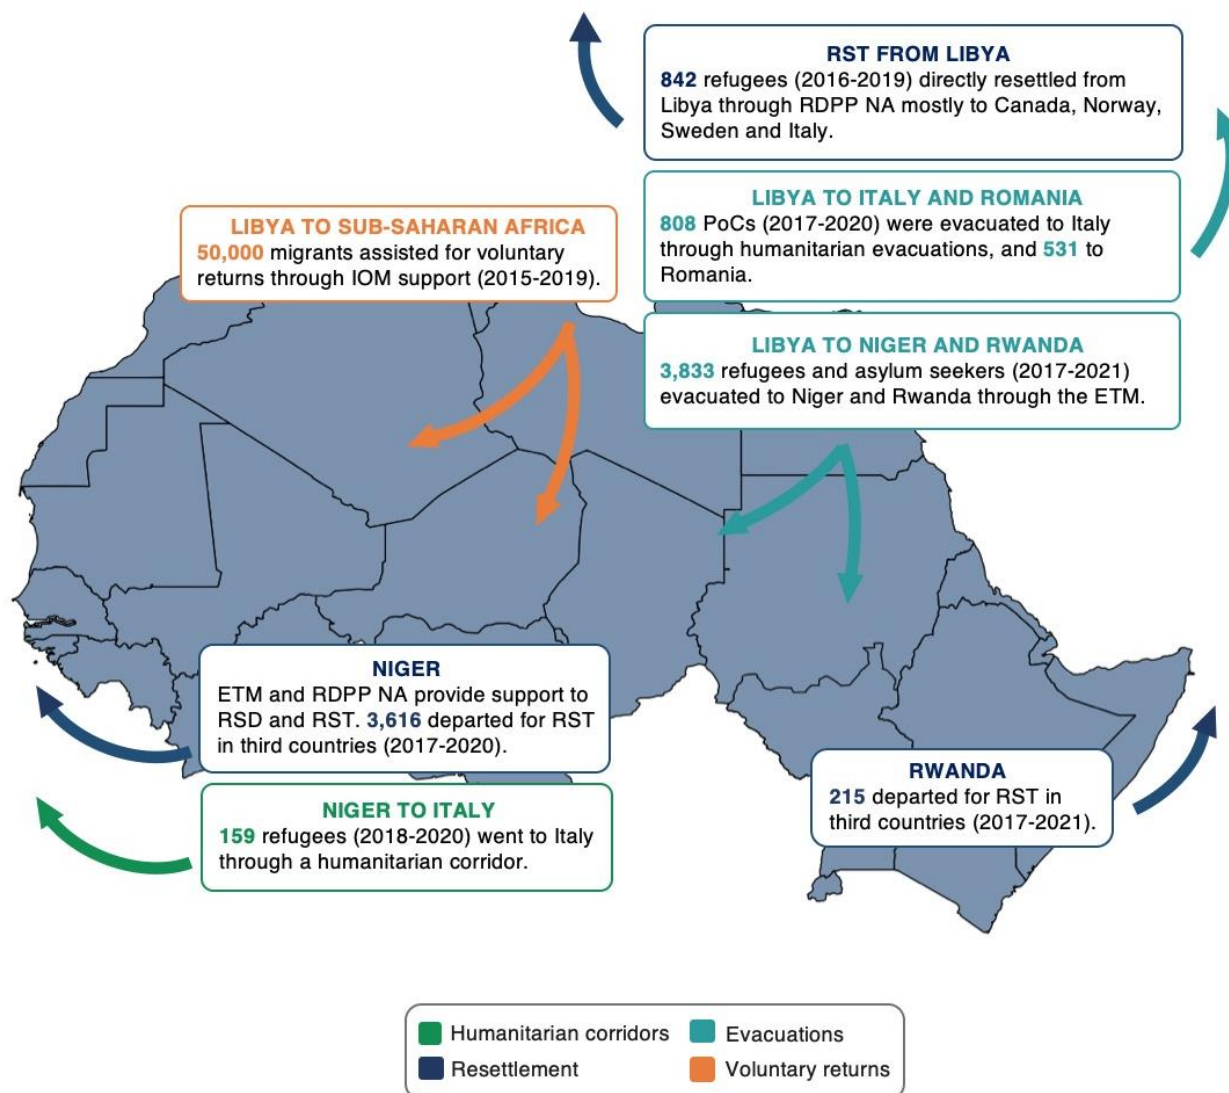 RST FROM LIBYA
842 refugees (2016-2019) directly resettled from
Libya through RDPP NA mostly to Canada, Norway,
Sweden and Italy.
LIBYA TO ITALY AND ROMANIA
808 PoCs (2017-2020) were evacuated to Italy
through humanitarian evacuations, and 531 to
Romania.
LIBYA TO SUB-SAHARAN AFRICA
50,000 migrants assisted for voluntary
returns through IOM support (2015-2019).
LIBYA TO NIGER AND RWANDA
3,833 refugees and asylum seekers (2017-2021)
evacuated to Niger and Rwanda through the ETM.
NIGER
ETM and RDPP NA provide support to
RSD and RST. 3,616 departed for RST
in third countries (2017-2020).
RWANDA
215 departed for RST in
third countries (2017-2021).
NIGER TO ITALY
159 refugees (2018-2020) went to Italy
through a humanitarian corridor.
Humanitarian corridors
Evacuations
Resettlement
Voluntary returns